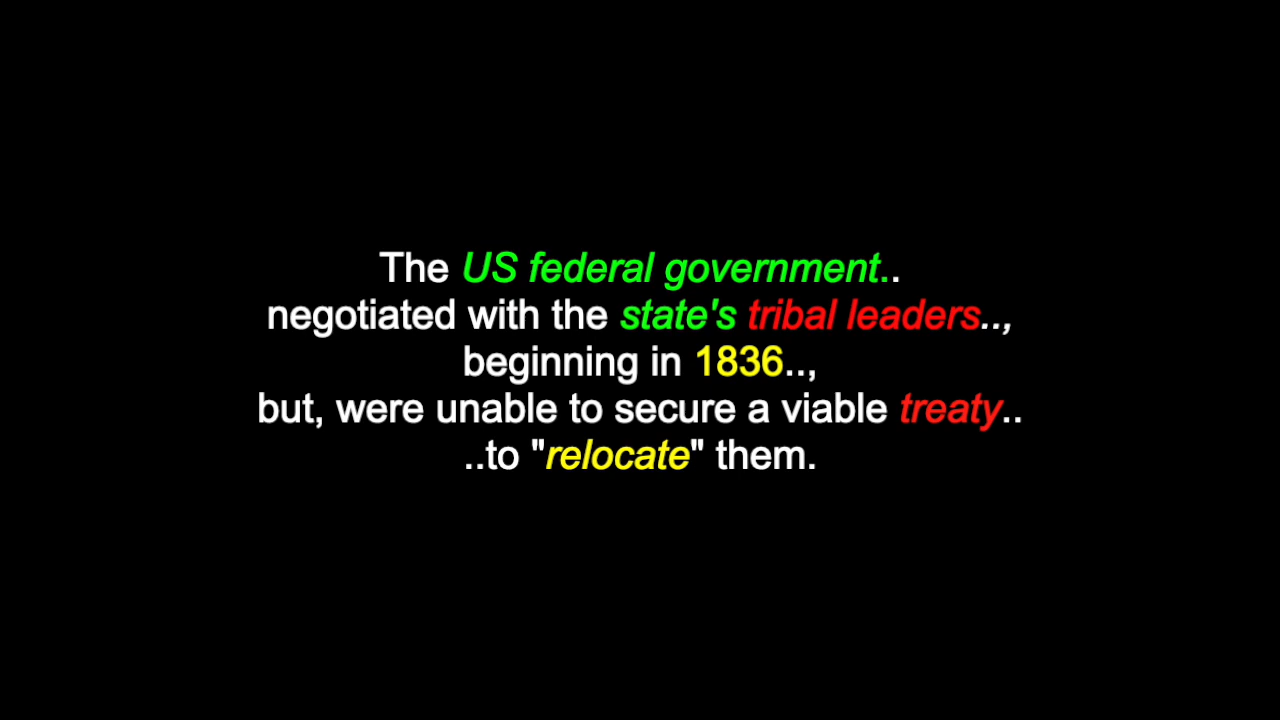 The US federal government..
negotiated with the state's tribal leaders..,
beginning in 1836..,
but, were unable to secure a viable treaty..
..to "relocate" them.